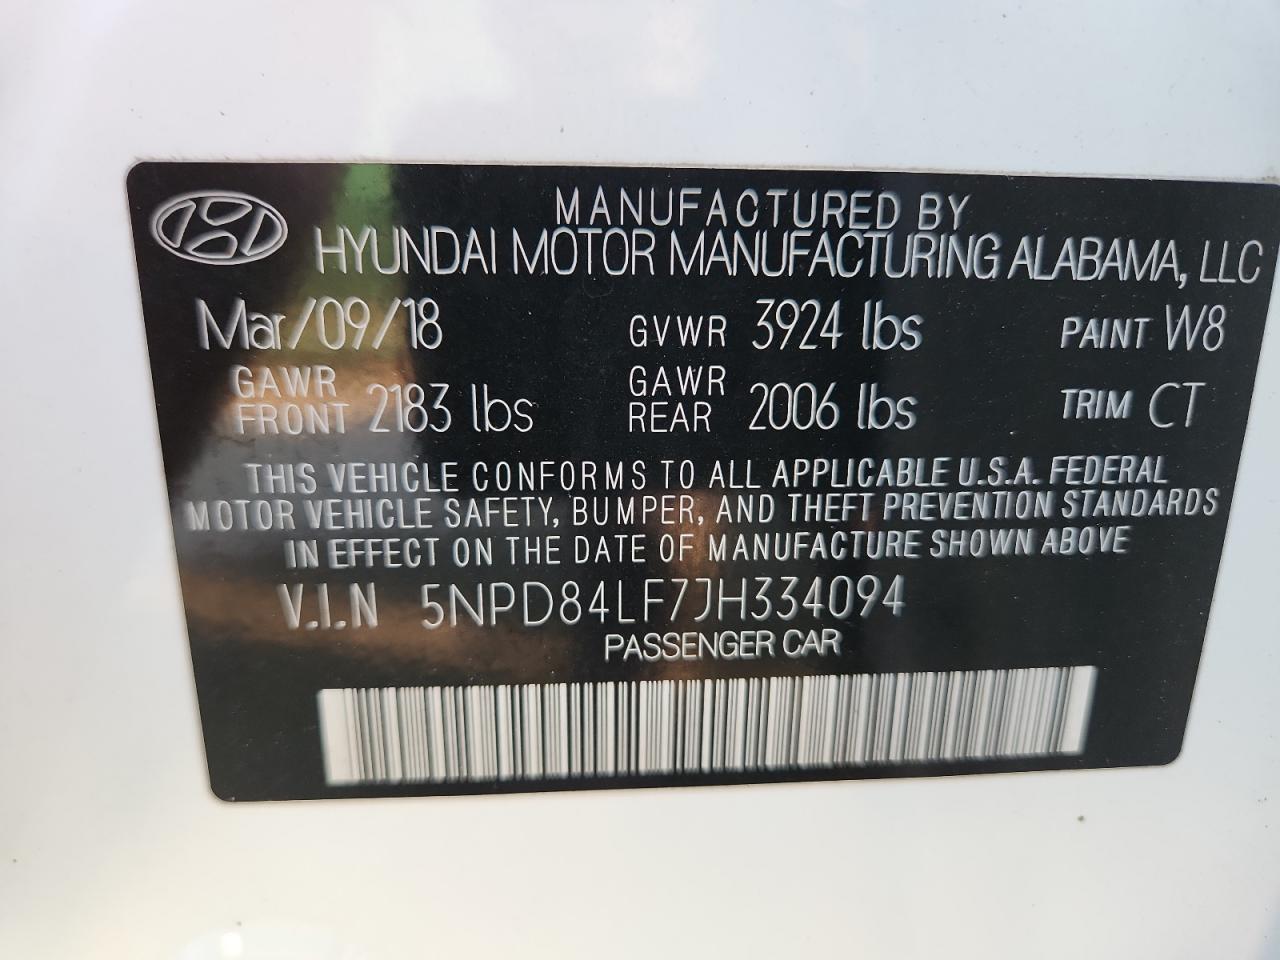 MANUFACTURED BY
HYUNDAI MOTOR MANUFACTURING ALABAMA, LLC
Mar/09/18 GVWR 3924 lbs PAINT W8
GAWR FRONT 2183 lbs GAWR REAR 2006 lbs TRIM CT
THIS VEHICLE CONFORMS TO ALL APPLICABLE U.S.A. FEDERAL
MOTOR VEHICLE SAFETY, BUMPER, AND THEFT PREVENTION STANDARDS
IN EFFECT ON THE DATE OF MANUFACTURE SHOWN ABOVE
V.I.N 5NPD84LF7JH334094
PASSENGER CAR